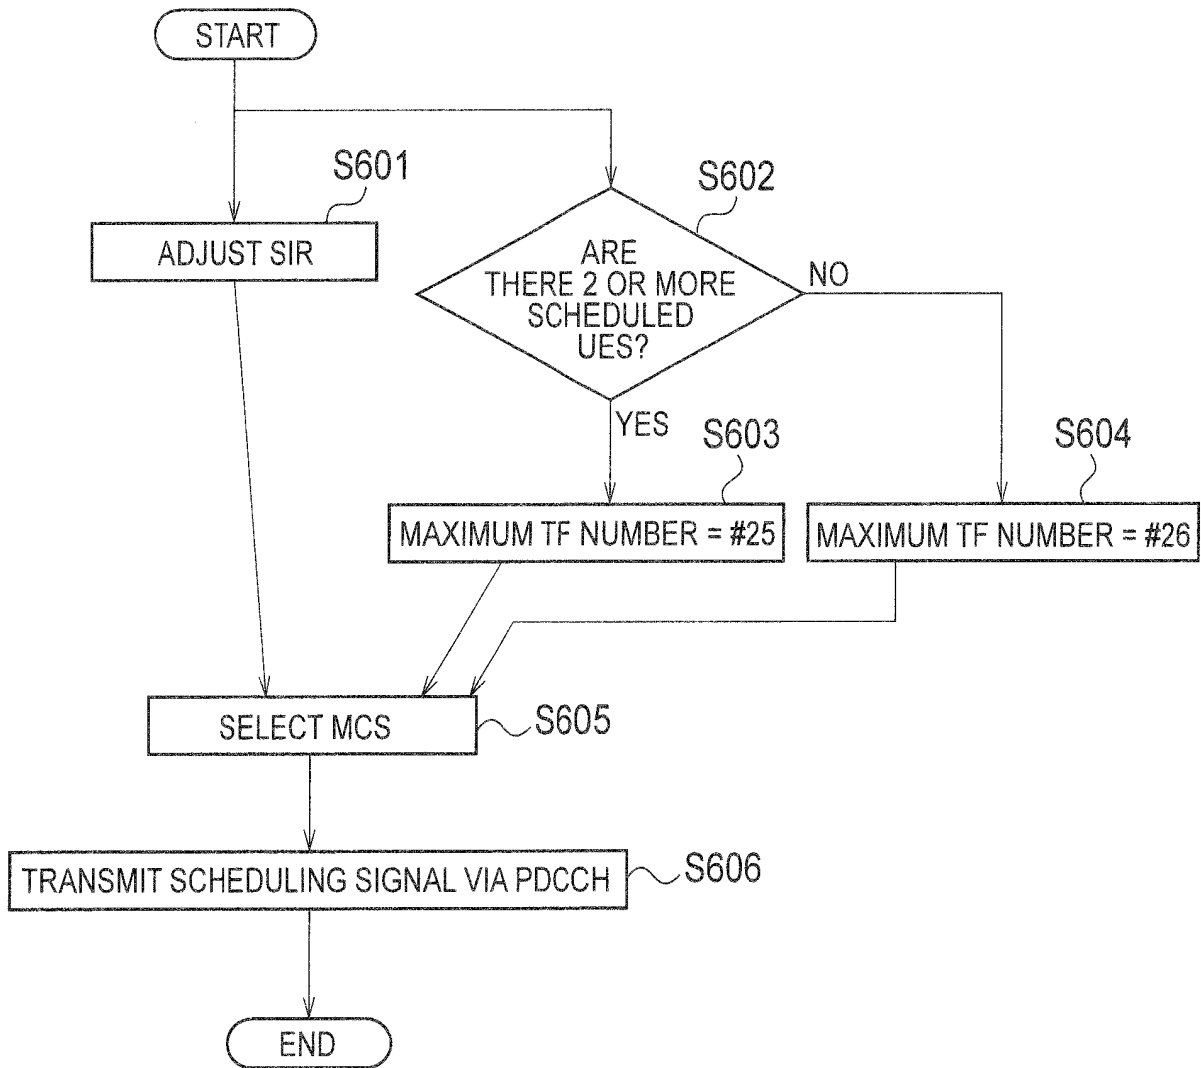 START
S601
S602
ADJUST SIR
ARE
THERE 2 OR MORE
SCHEDULED
UES?
NO
YES
S603
S604
MAXIMUM TF NUMBER = #25
MAXIMUM TF NUMBER = #26
SELECT MCS
S605
TRANSMIT SCHEDULING SIGNAL VIA PDCCH
S606
END